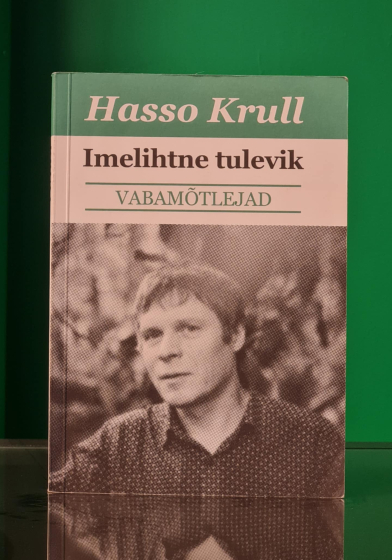 Hasso Krull
Imelihtne tulevik
VABAMÕTLEJAD